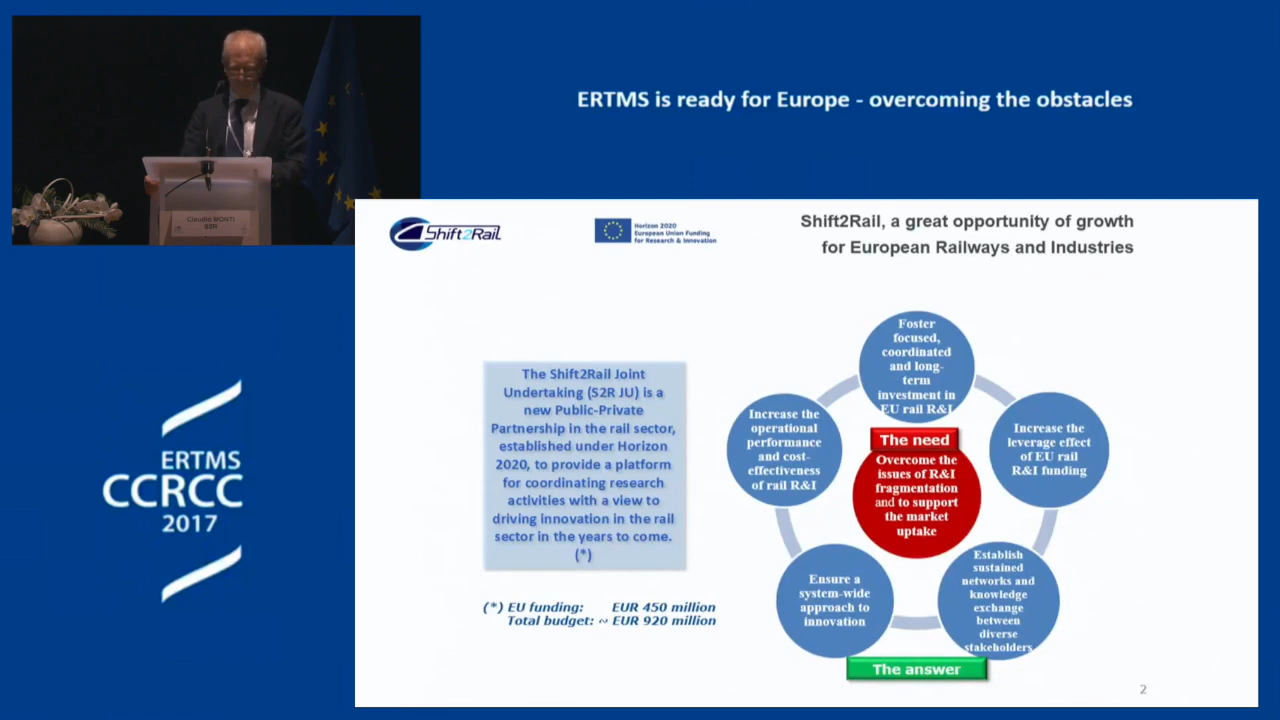 ERTMS is ready for Europe - overcoming the obstacles
Claudio MONTI
S2R
Shift2Rail
Horizon 2020
European Union Funding
for Research & Innovation
Shift2Rail, a great opportunity of growth
for European Railways and Industries
The Shift2Rail Joint
Undertaking (S2R JU) is a
new Public-Private
Partnership in the rail sector,
established under Horizon
2020, to provide a platform
for coordinating research
activities with a view to
driving innovation in the rail
sector in the years to come.
(*)
(*) EU funding: EUR 450 million
Total budget: ~ EUR 920 million
Foster
focused,
coordinated
and long-
term
investment in
EU rail R&I
Increase the
operational
performance
and cost-
effectiveness
of rail R&I
Increase the
leverage effect
of EU rail
R&I funding
The need
Overcome the
issues of R&I
fragmentation
and to support
the market
uptake
Ensure a
system-wide
approach to
innovation
Establish
sustained
networks and
knowledge
exchange
between
diverse
stakeholders
The answer
2
ERTMS
CCRCC
2017